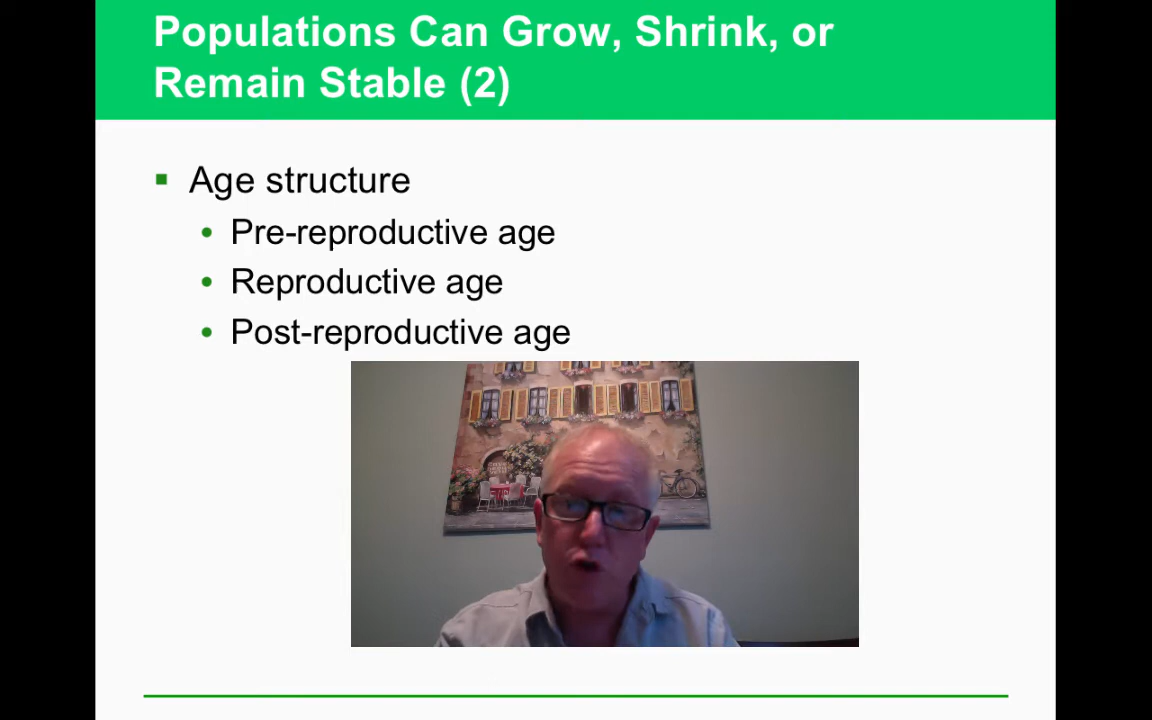 Populations Can Grow, Shrink, or
Remain Stable (2)
Age structure
Pre-reproductive age
Reproductive age
Post-reproductive age